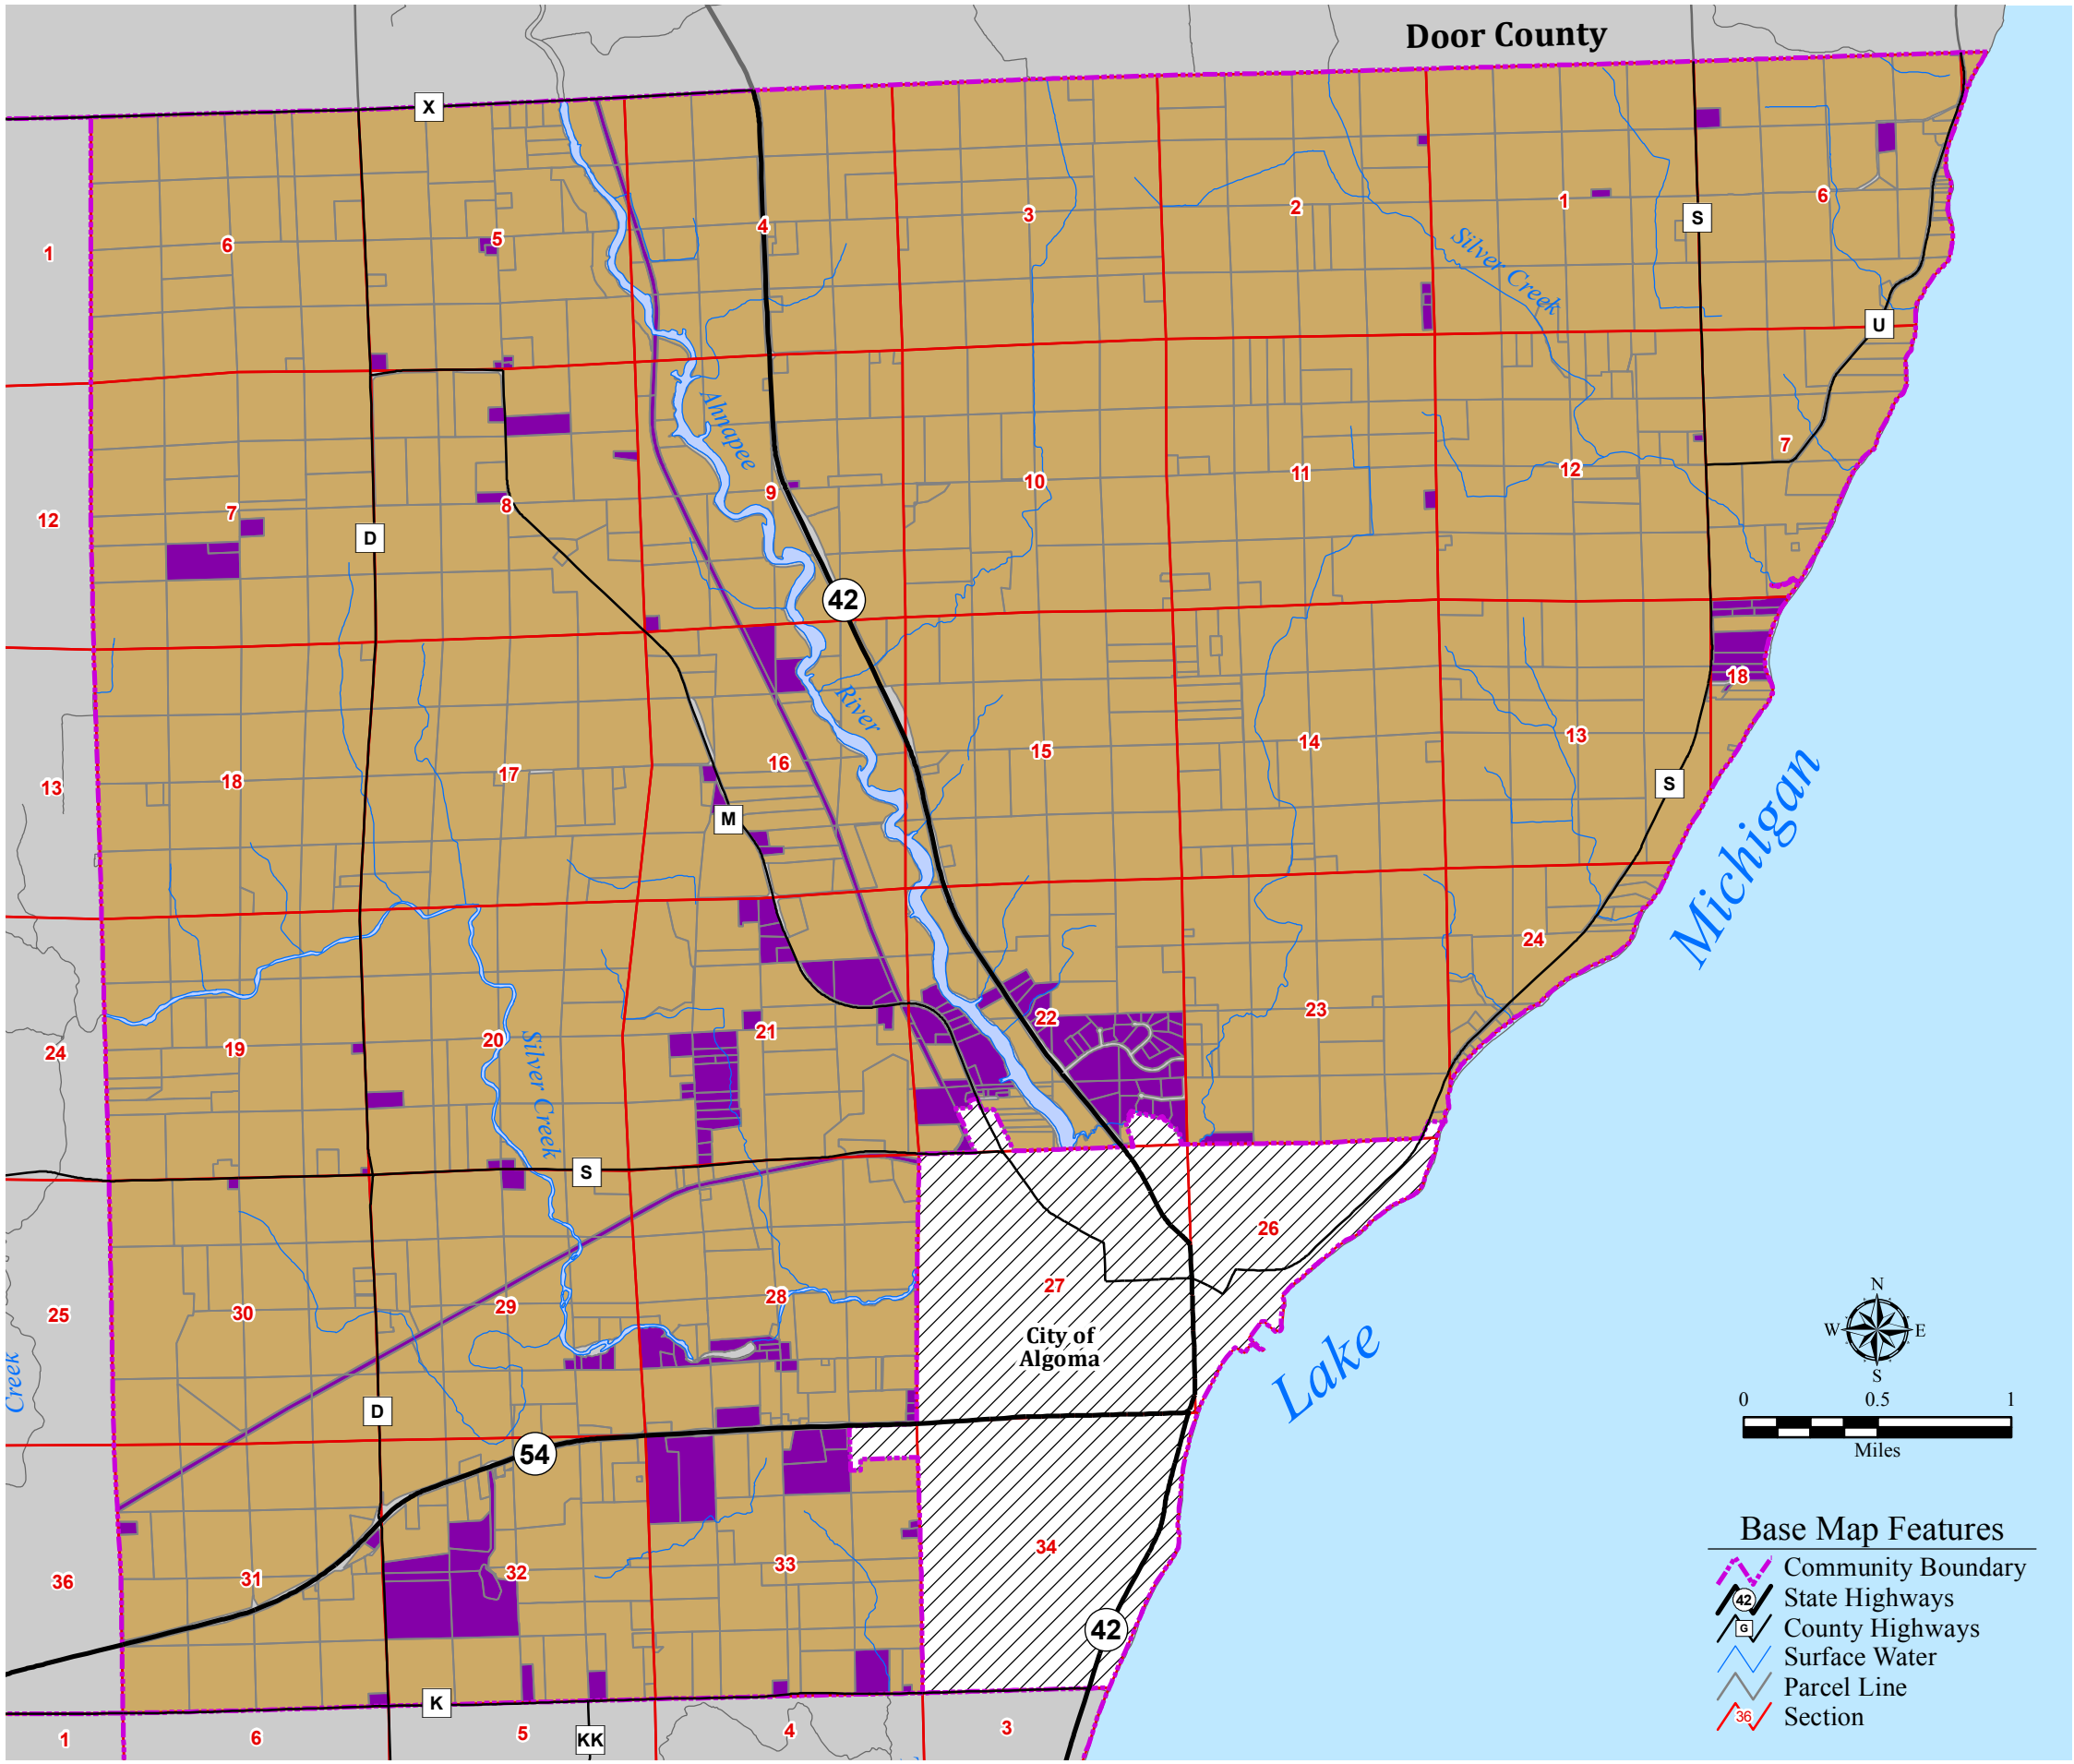 Door County
X
4
3
2
1
6
S
1
6
5
Silver Creek
U
Ahnapee
7
12
7
8
9
10
11
12
D
42
18
River
13
18
17
16
15
14
13
S
M
Michigan
24
24
19
20
21
22
23
Silver Creek
S
26
25
30
29
28
27
City of
Algoma
Creek
Lake
D
54
36
31
32
33
34
42
K
1
6
5
KK
4
3
N
W
E
S
0 0.5 1
Miles
Base Map Features
Community Boundary
42 State Highways
G County Highways
Surface Water
Parcel Line
36 Section